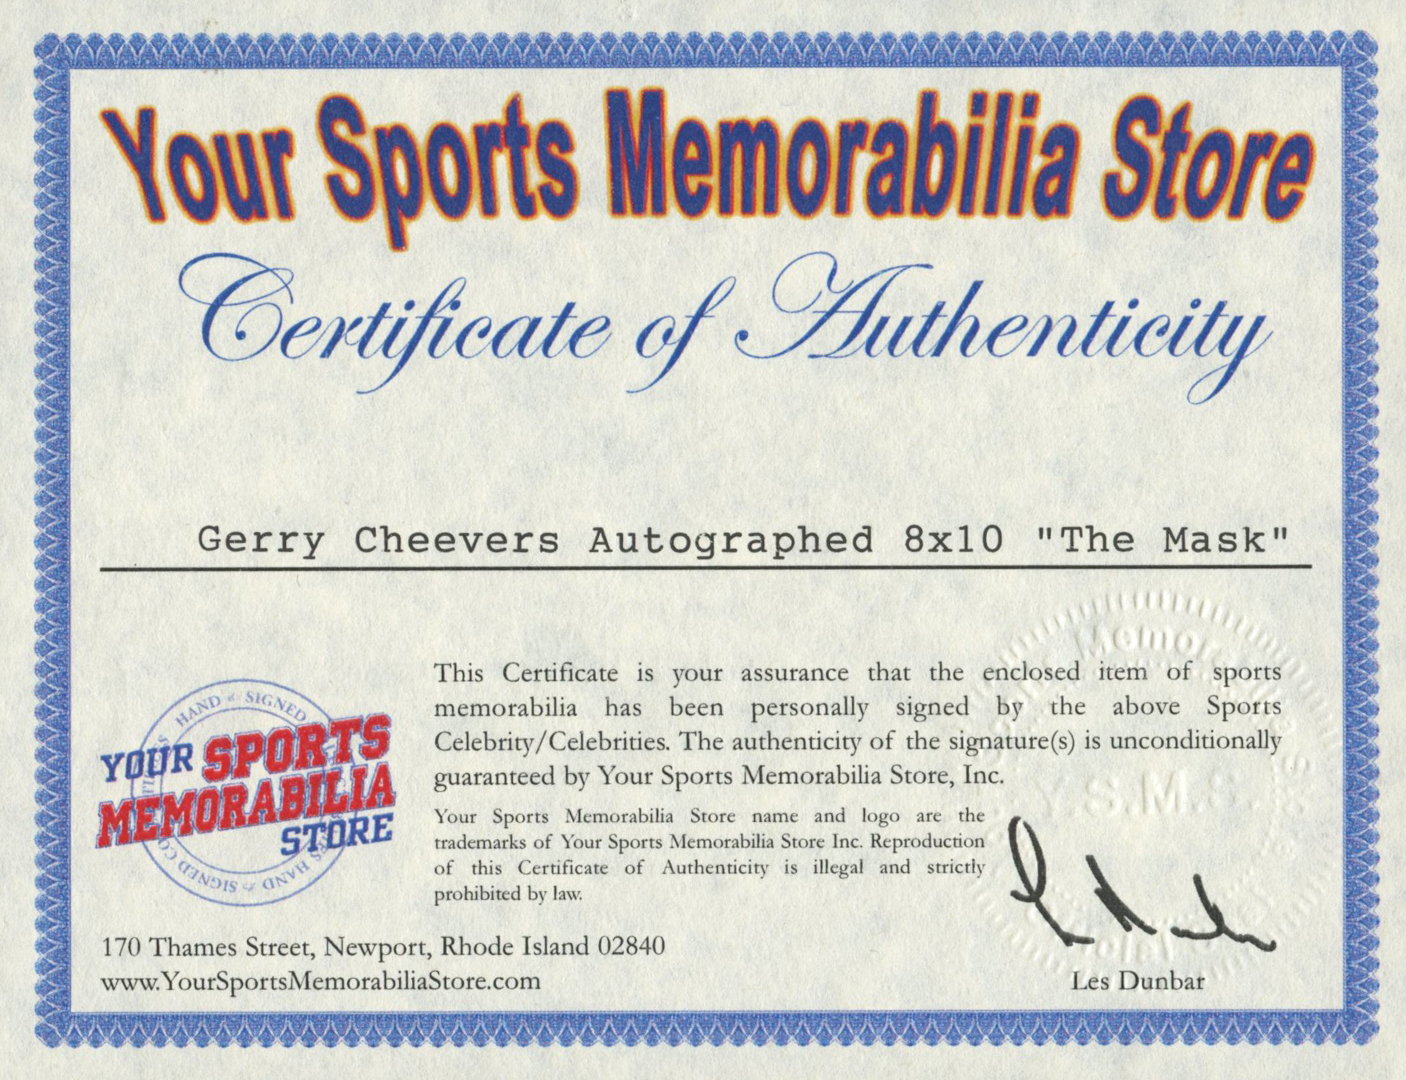 Your Sports Memorabilia Store
Certificate of Authenticity
Gerry Cheevers Autographed 8x10 "The Mask"
This Certificate is your assurance that the enclosed item of sports
memorabilia has been personally signed by the above Sports
Celebrity/Celebrities. The authenticity of the signature(s) is unconditionally
guaranteed by Your Sports Memorabilia Store, Inc.
Your Sports Memorabilia Store name and logo are the
trademarks of Your Sports Memorabilia Store Inc. Reproduction
of this Certificate of Authenticity is illegal and strictly
prohibited by law.
HAND & SIGNED
YOUR SPORTS
MEMORABILIA
STORE
HAND & SIGNED
170 Thames Street, Newport, Rhode Island 02840
www.YourSportsMemorabiliaStore.com
Les Dunbar